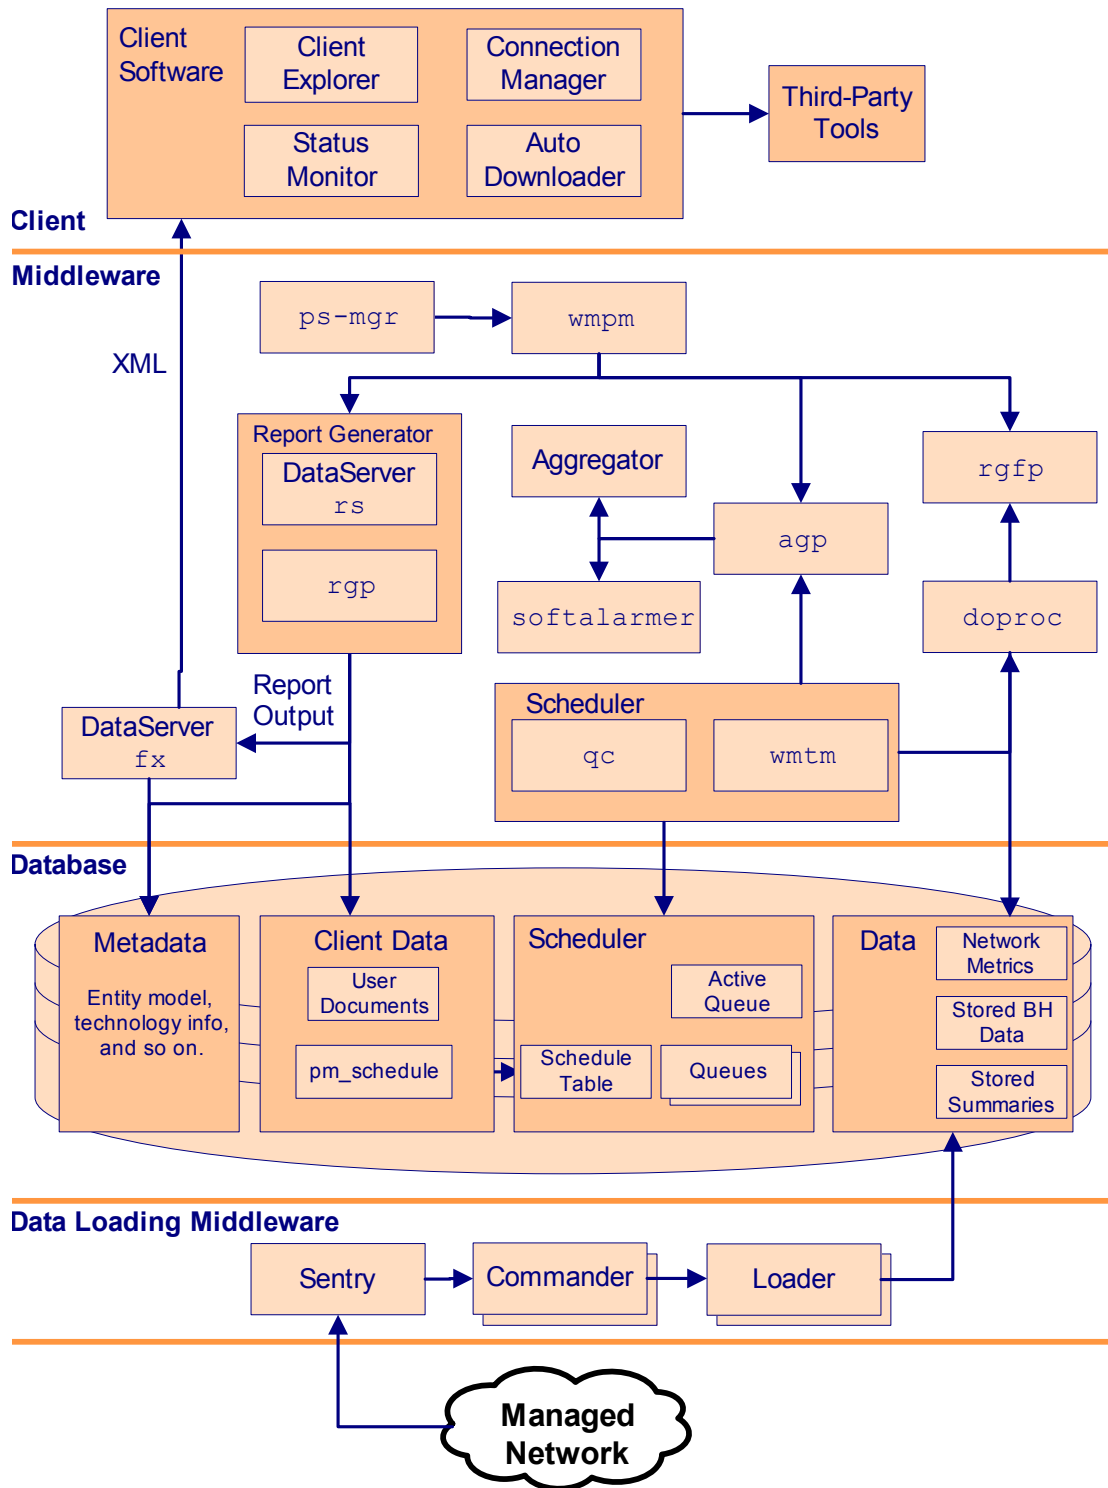 Client
Software
Client
Explorer
Connection
Manager
Status
Monitor
Auto
Downloader
Third-Party
Tools
Client
Middleware
ps-mgr
wmpm
XML
Report Generator
DataServer
rs
rgp
Aggregator
agp
rgfp
softalarmer
doproc
Report
Output
DataServer
fx
Scheduler
qc
wmtm
Database
Metadata
Entity model,
technology info,
and so on.
Client Data
User
Documents
pm_schedule
Scheduler
Active
Queue
Schedule
Table
Queues
Data
Network
Metrics
Stored BH
Data
Stored
Summaries
Data Loading Middleware
Sentry
Commander
Loader
Managed
Network